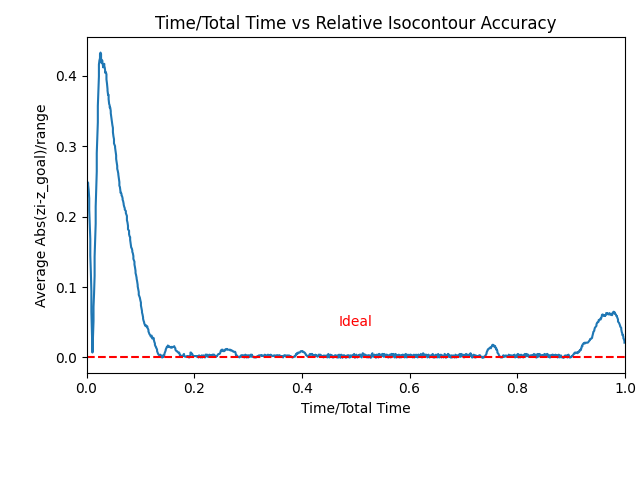 Time/Total Time vs Relative Isocontour Accuracy
Average Abs(zi-z_goal)/range
0.4
0.3
0.2
0.1
0.0
Ideal
0.0 0.2 0.4 0.6 0.8 1.0
Time/Total Time